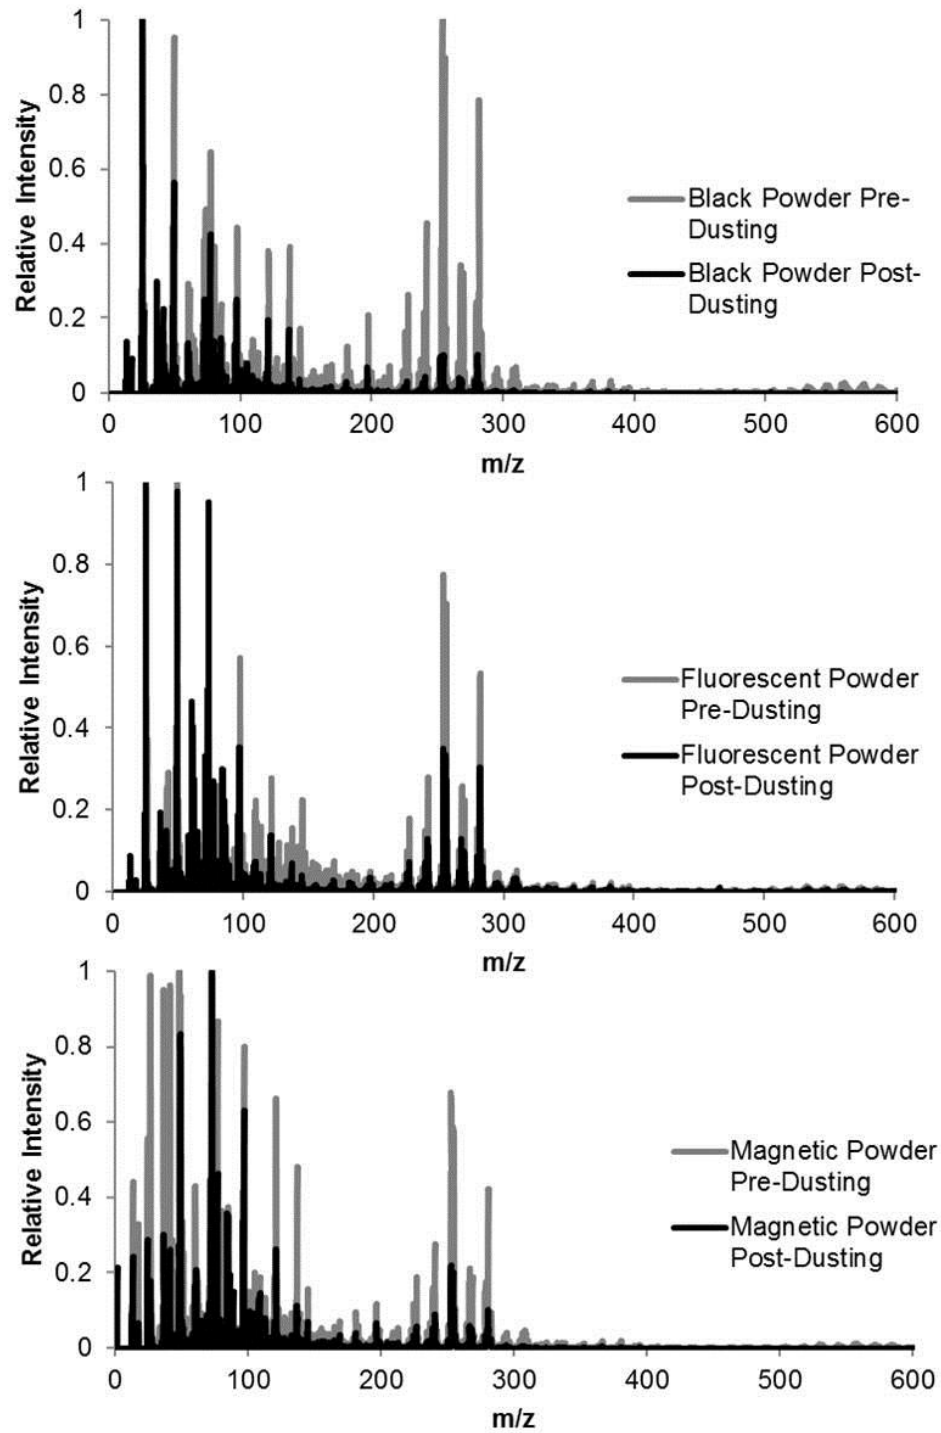 1
0.8
0.6
0.4
0.2
0
Relative Intensity
0 100 200 300 400 500 600
m/z
Black Powder Pre-
Dusting
Black Powder Post-
Dusting
1
0.8
0.6
0.4
0.2
0
Relative Intensity
0 100 200 300 400 500 600
m/z
Fluorescent Powder
Pre-Dusting
Fluorescent Powder
Post-Dusting
1
0.8
0.6
0.4
0.2
0
Relative Intensity
0 100 200 300 400 500 600
m/z
Magnetic Powder
Pre-Dusting
Magnetic Powder
Post-Dusting